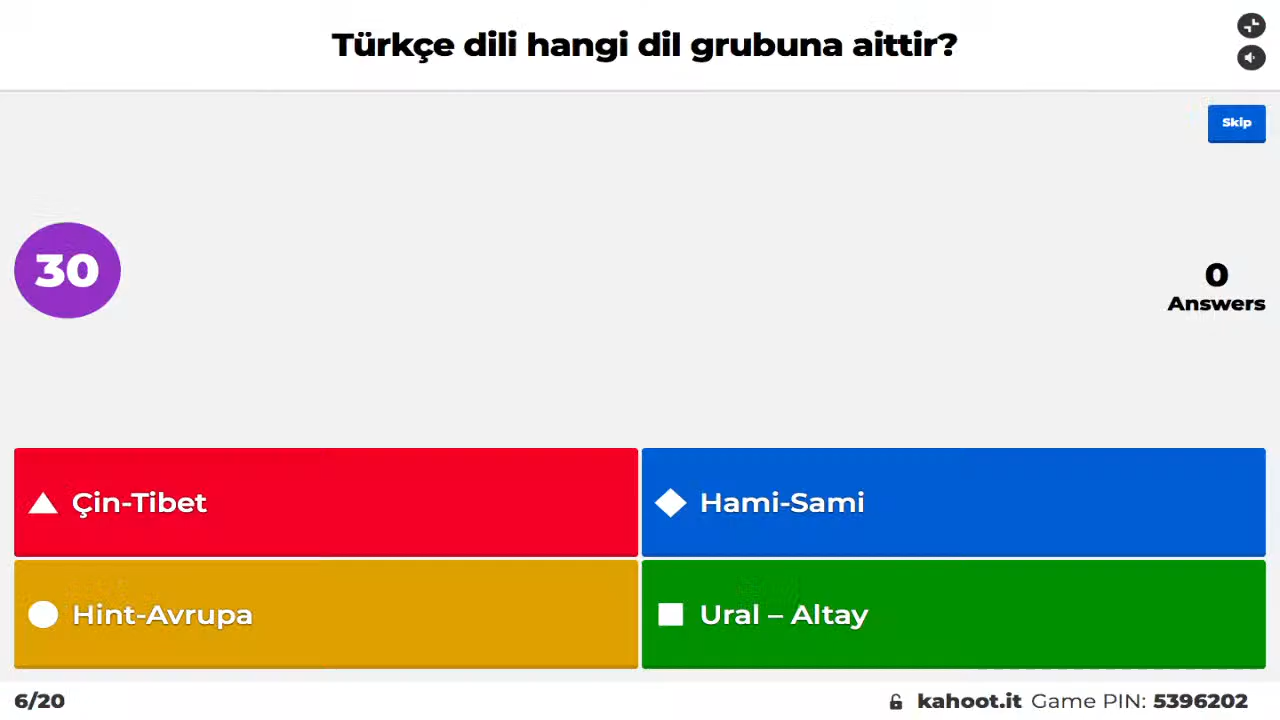 Türkçe dili hangi dil grubuna aittir?
Skip
30
0
Answers
Çin-Tibet
Hami-Sami
Hint-Avrupa
Ural – Altay
6/20
kahoot.it Game PIN: 5396202